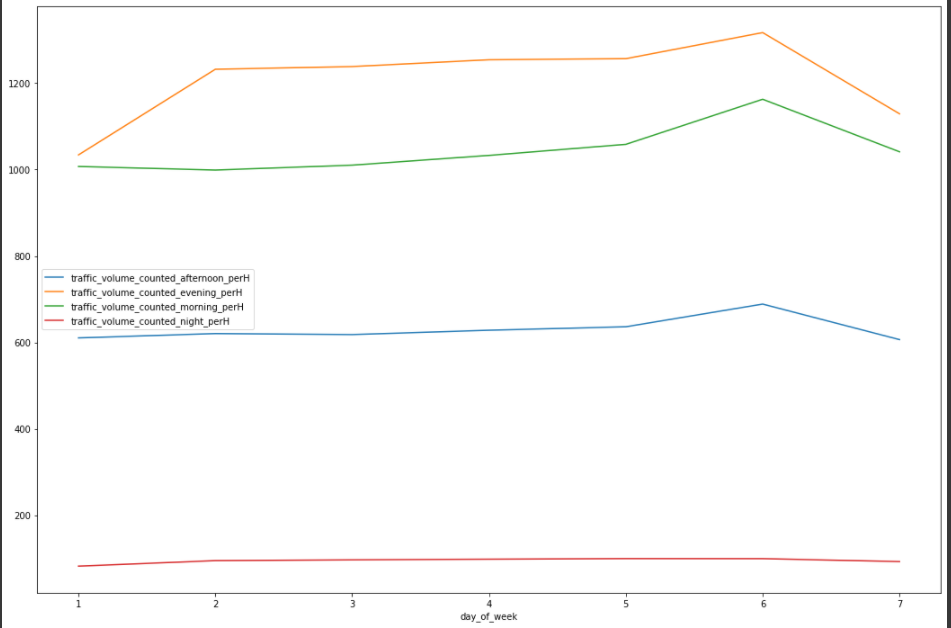 1200
1000
800
traffic_volume_counted_afternoon_perH
traffic_volume_counted_evening_perH
traffic_volume_counted_morning_perH
traffic_volume_counted_night_perH
600
400
200
1 2 3 4 5 6 7
day_of_week